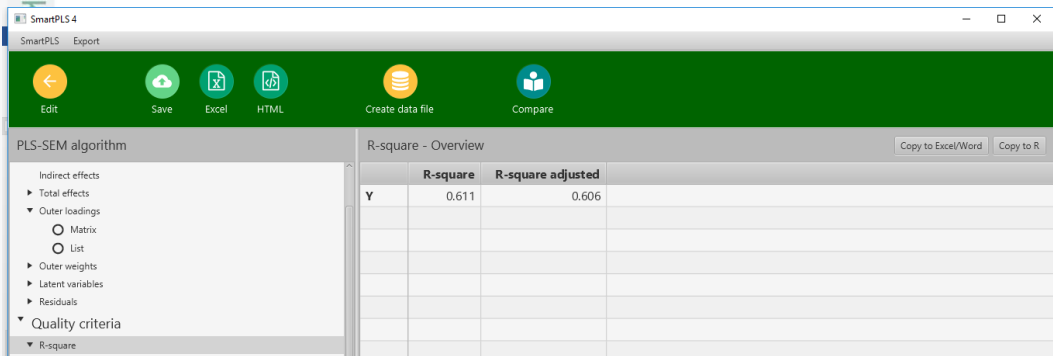 SmartPLS 4
SmartPLS Export
Edit Save Excel HTML Create data file Compare
PLS-SEM algorithm
Indirect effects
Total effects
Outer loadings
Matrix
List
Outer weights
Latent variables
Residuals
Quality criteria
R-square
R-square - Overview
Copy to Excel/Word Copy to R
R-square R-square adjusted
Y 0.611 0.606